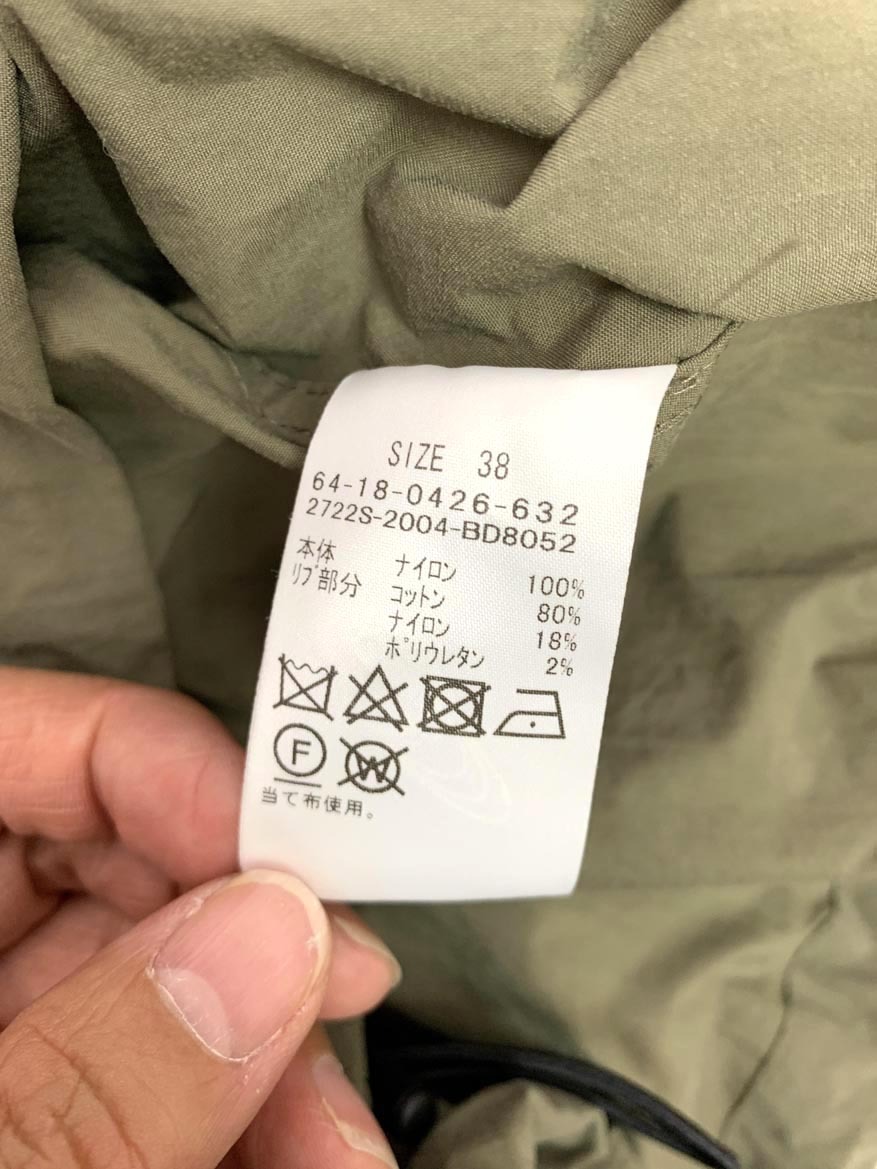 SIZE 38
64-18-0426-632
2722S-2004-BD8052
本体 ナイロン 100%
リブ部分 コットン 80%
ナイロン 18%
ポリウレタン 2%
F W
当て布使用。